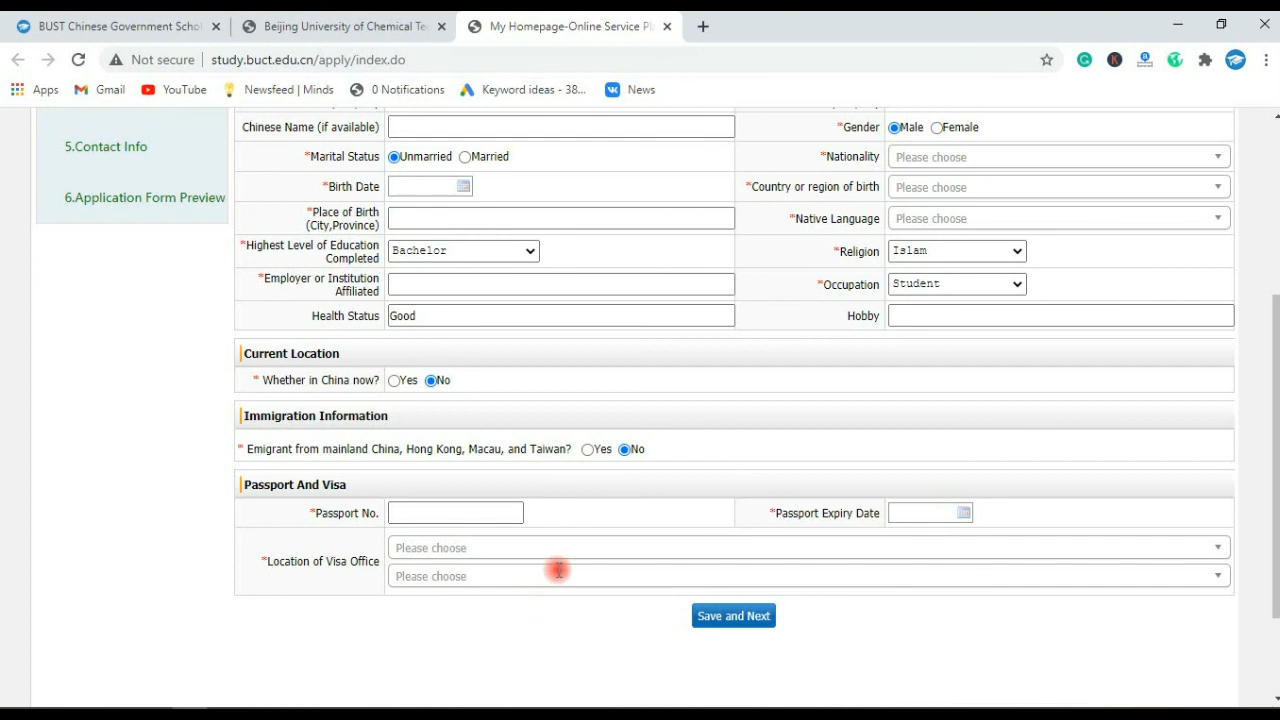 BUST Chinese Government Schol
Beijing University of Chemical Te
My Homepage-Online Service Pl
Not secure study.buct.edu.cn/apply/index.do
Apps Gmail YouTube Newsfeed | Minds 0 Notifications Keyword ideas - 38... News
5.Contact Info
6.Application Form Preview
Chinese Name (if available) *Gender Male Female
*Marital Status Unmarried Married *Nationality Please choose
*Birth Date *Country or region of birth Please choose
*Place of Birth
(City,Province) *Native Language Please choose
*Highest Level of Education
Completed Bachelor *Religion Islam
*Employer or Institution
Affiliated *Occupation Student
Health Status Good Hobby
Current Location
* Whether in China now? Yes No
Immigration Information
* Emigrant from mainland China, Hong Kong, Macau, and Taiwan? Yes No
Passport And Visa
*Passport No. *Passport Expiry Date
*Location of Visa Office Please choose
Please choose
Save and Next